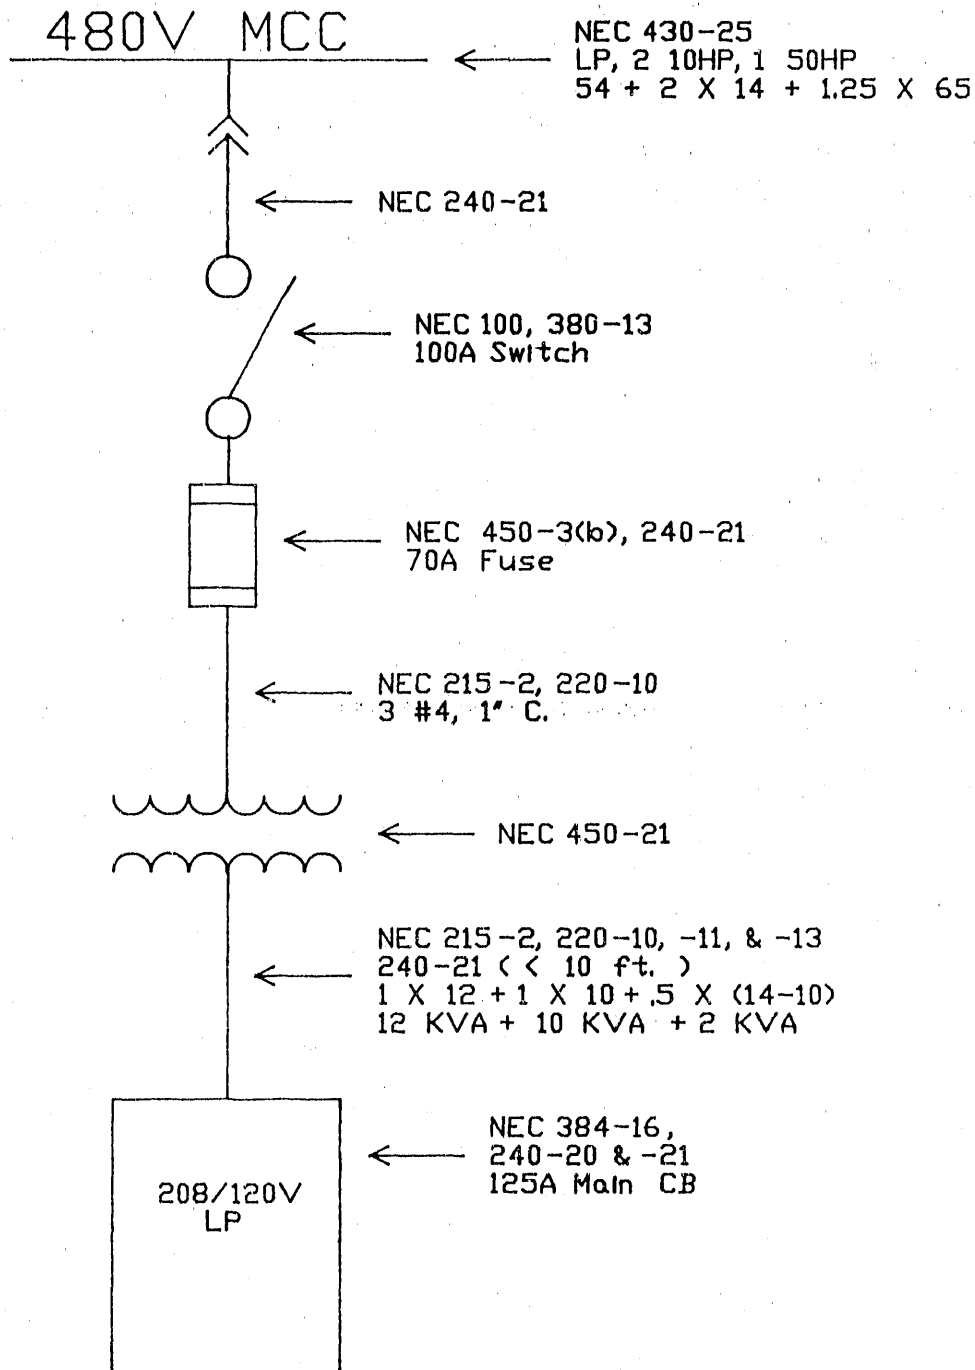 480V MCC
NEC 430-25
LP, 2 10HP, 1 50HP
54 + 2 X 14 + 1.25 X 65
NEC 240-21
NEC 100, 380-13
100A Switch
NEC 450-3(b), 240-21
70A Fuse
NEC 215-2, 220-10
3 #4, 1" C.
NEC 450-21
NEC 215-2, 220-10, -11, & -13
240-21 ( < 10 ft. )
1 X 12 + 1 X 10 + .5 X (14-10)
12 KVA + 10 KVA + 2 KVA
NEC 384-16,
240-20 & -21
125A Main CB
208/120V
LP